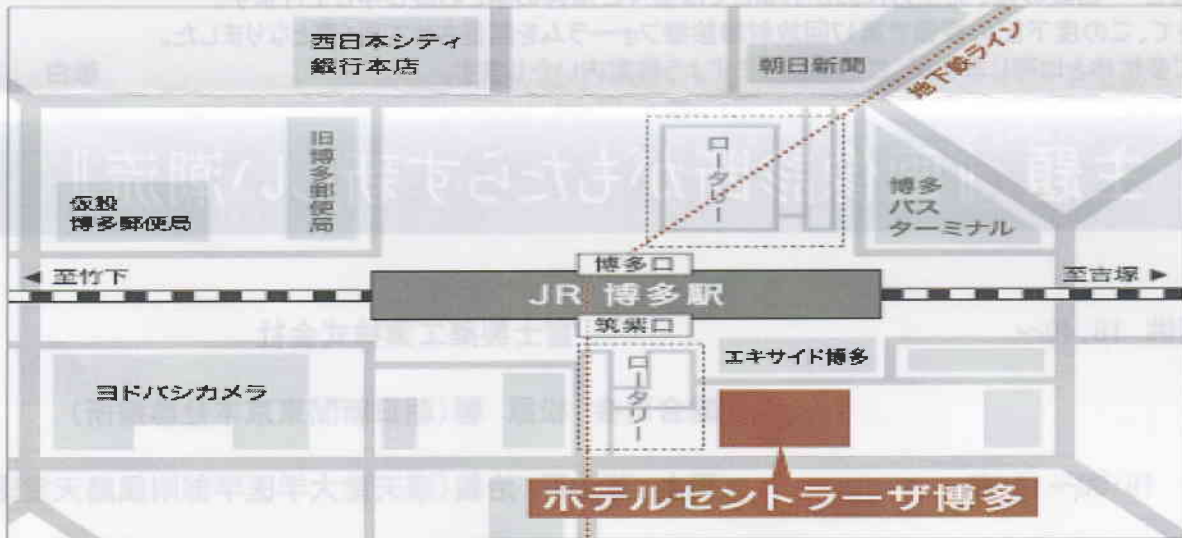 西日本シティ
銀行本店
朝日新聞
地下鉄ライン
仮設
博多郵便局
旧博多郵便局
ロータリー
博多
バス
ターミナル
博多口
◀ 至竹下
至吉塚 ▶
JR 博多駅
筑紫口
ヨドバシカメラ
ロータリー
エキサイド博多
ホテルセントラーザ博多